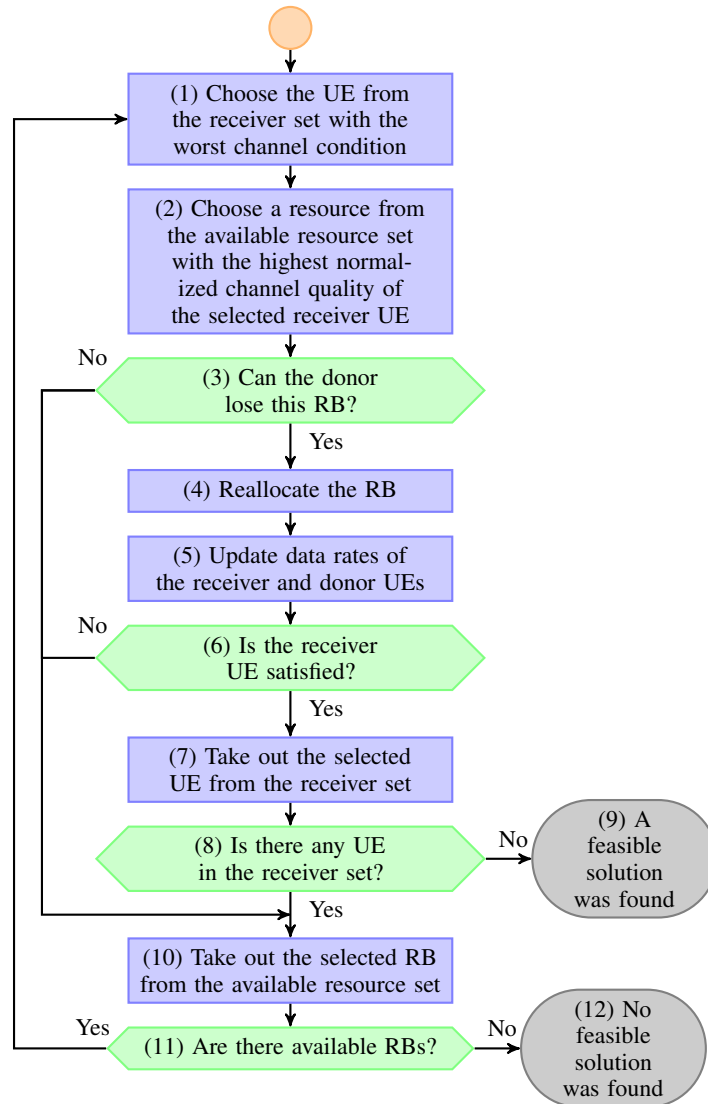 (1) Choose the UE from
the receiver set with the
worst channel condition
(2) Choose a resource from
the available resource set
with the highest normal-
ized channel quality of
the selected receiver UE
No
(3) Can the donor
lose this RB?
Yes
(4) Reallocate the RB
(5) Update data rates of
the receiver and donor UEs
No
(6) Is the receiver
UE satisfied?
Yes
(7) Take out the selected
UE from the receiver set
(8) Is there any UE
in the receiver set?
No
(9) A
feasible
solution
was found
Yes
(10) Take out the selected RB
from the available resource set
Yes
(11) Are there available RBs?
No
(12) No
feasible
solution
was found